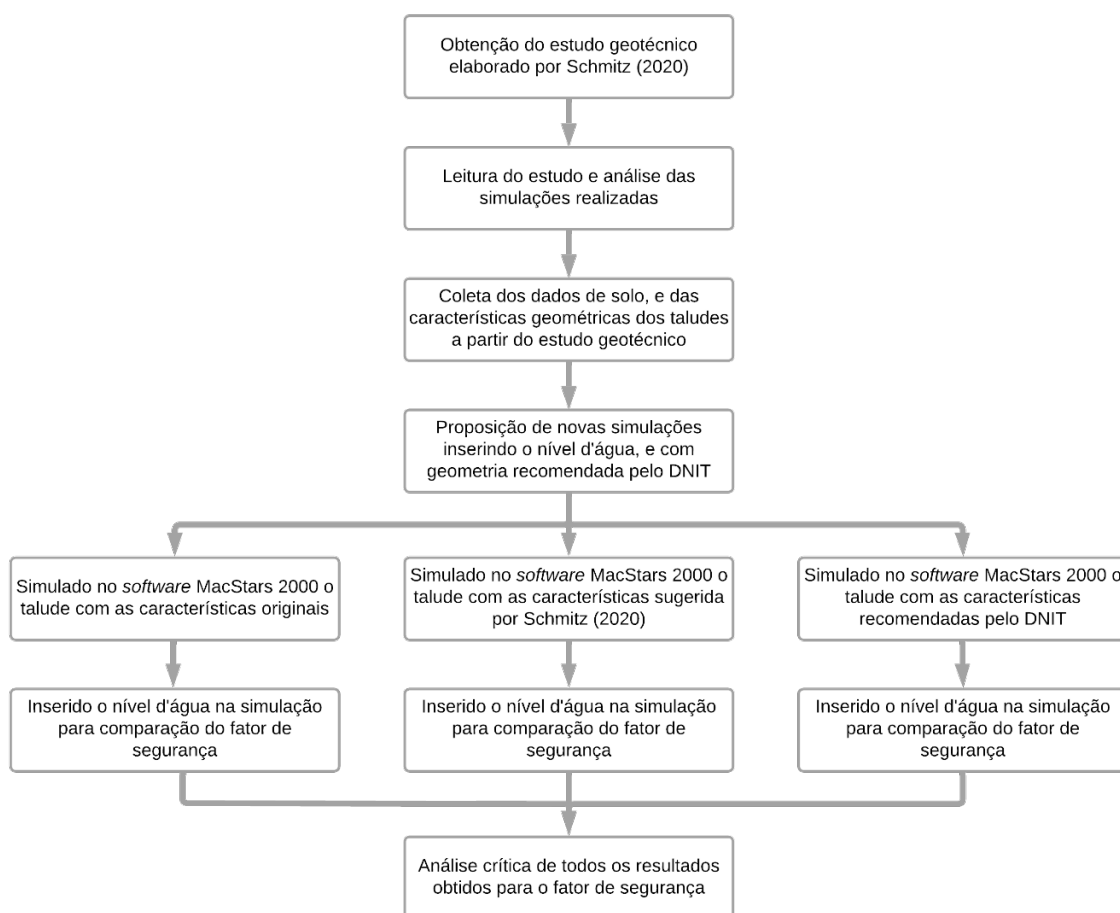 Obtenção do estudo geotécnico
elaborado por Schmitz (2020)
Leitura do estudo e análise das
simulações realizadas
Coleta dos dados de solo, e das
características geométricas dos taludes
a partir do estudo geotécnico
Proposição de novas simulações
inserindo o nível d'água, e com
geometria recomendada pelo DNIT
Simulado no software MacStars 2000 o
talude com as características originais
Simulado no software MacStars 2000 o
talude com as características sugerida
por Schmitz (2020)
Simulado no software MacStars 2000 o
talude com as características
recomendadas pelo DNIT
Inserido o nível d'água na simulação
para comparação do fator de
segurança
Inserido o nível d'água na simulação
para comparação do fator de
segurança
Inserido o nível d'água na simulação
para comparação do fator de
segurança
Análise crítica de todos os resultados
obtidos para o fator de segurança